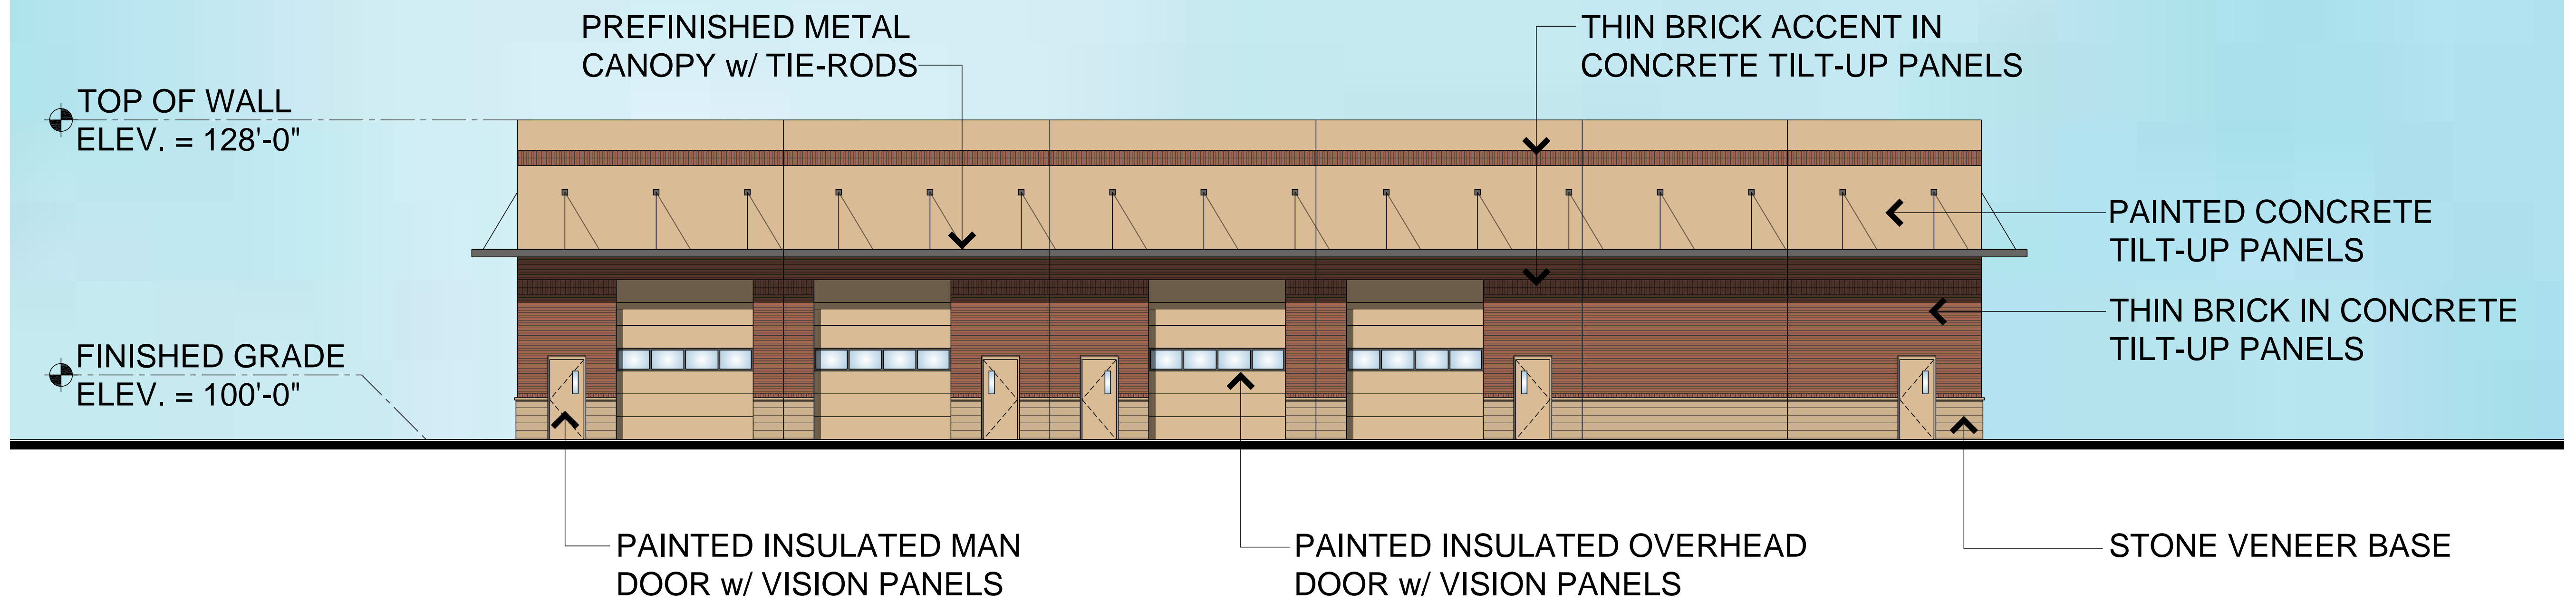 PREFINISHED METAL
CANOPY w/ TIE-RODS
THIN BRICK ACCENT IN
CONCRETE TILT-UP PANELS
TOP OF WALL
ELEV. = 128'-0"
PAINTED CONCRETE
TILT-UP PANELS
THIN BRICK IN CONCRETE
TILT-UP PANELS
FINISHED GRADE
ELEV. = 100'-0"
PAINTED INSULATED MAN
DOOR w/ VISION PANELS
PAINTED INSULATED OVERHEAD
DOOR w/ VISION PANELS
STONE VENEER BASE